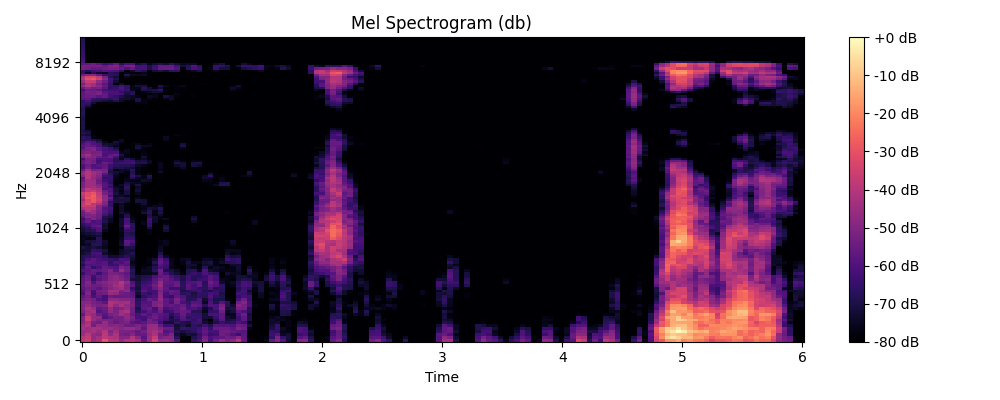 Mel Spectrogram (db)
8192
4096
2048
1024
512
0
Hz
0 1 2 3 4 5 6
Time
+0 dB
-10 dB
-20 dB
-30 dB
-40 dB
-50 dB
-60 dB
-70 dB
-80 dB